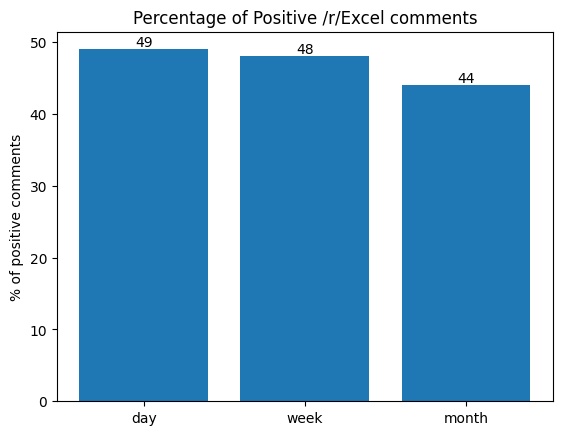 Percentage of Positive /r/Excel comments
% of positive comments
50
40
30
20
10
0
49
48
44
day
week
month